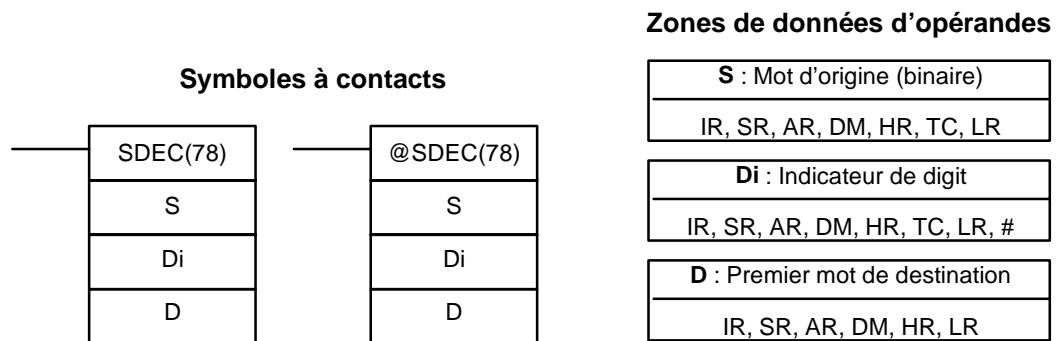 Zones de données d’opérandes
Symboles à contacts
SDEC(78)
S
Di
D
@SDEC(78)
S
Di
D
S : Mot d’origine (binaire)
IR, SR, AR, DM, HR, TC, LR
Di : Indicateur de digit
IR, SR, AR, DM, HR, TC, LR, #
D : Premier mot de destination
IR, SR, AR, DM, HR, LR